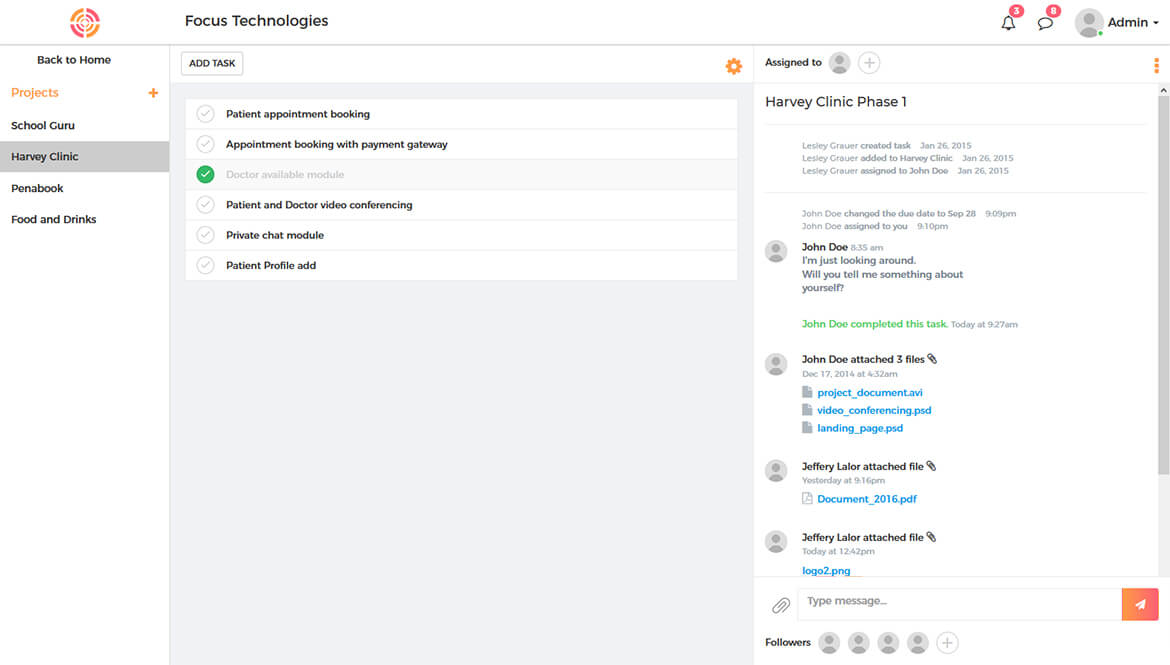 Focus Technologies
3
8
Admin
Back to Home
Projects
School Guru
Harvey Clinic
Penabook
Food and Drinks
ADD TASK
Patient appointment booking
Appointment booking with payment gateway
Doctor available module
Patient and Doctor video conferencing
Private chat module
Patient Profile add
Assigned to
Harvey Clinic Phase 1
Lesley Grauer created task Jan 26, 2015
Lesley Grauer added to Harvey Clinic Jan 26, 2015
Lesley Grauer assigned to John Doe Jan 26, 2015
John Doe changed the due date to Sep 28 9:09pm
John Doe assigned to you 9:10pm
John Doe 8:35 am
I'm just looking around.
Will you tell me something about
yourself?
John Doe completed this task. Today at 9:27am
John Doe attached 3 files
Dec 17, 2014 at 4:32am
project_document.avi
video_conferencing.psd
landing_page.psd
Jeffery Lalor attached file
Yesterday at 9:16pm
Document_2016.pdf
Jeffery Lalor attached file
Today at 12:42pm
logo2.png
Type message...
Followers